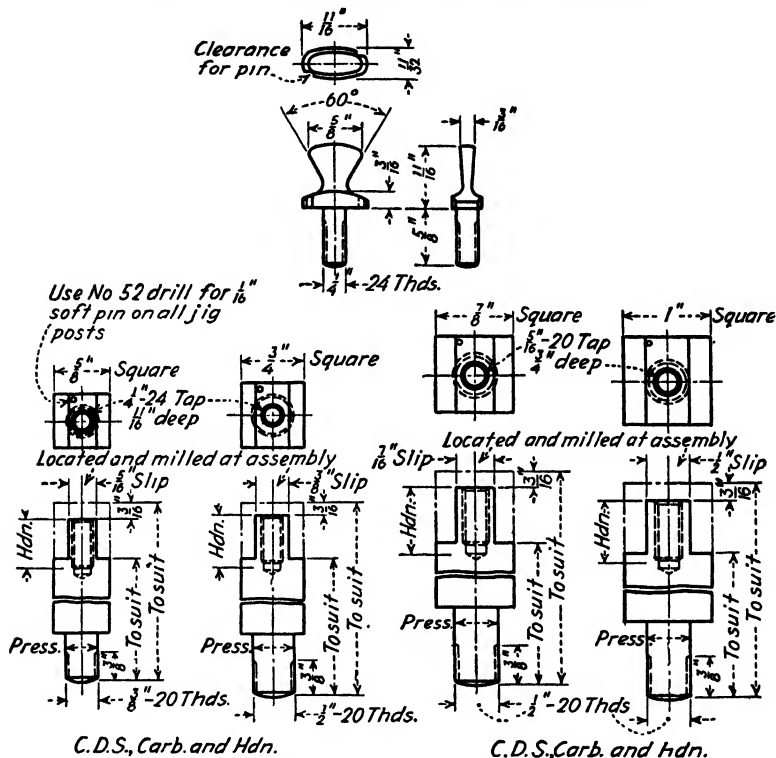 11/16"
Clearance
for pin
11/32"
60°
5/8"
3/16"
3/16"
11/16"
5/8"
1/4"-24 Thds.
Use No 52 drill for 1/16"
soft pin on all jig
posts
5/8" Square
3/4" Square
1/4"-24 Tap
11/16" deep
7/8" Square
1" Square
5/16"-20 Tap
3/4" deep
Located and milled at assembly
Located and milled at assembly
5/16" Slip
3/8" Slip
7/16" Slip
1/2" Slip
3/16"
3/16"
3/16"
3/16"
Hdn.
Hdn.
Hdn.
Hdn.
To suit
To suit
To suit
To suit
To suit
To suit
To suit
To suit
Press.
Press
Press.
Press
3/8"
3/8"
3/8"
3/8"
3/8"-20 Thds.
1/2"-20 Thds.
1/2"-20 Thds.
C.D.S., Carb. and Hdn.
C.D.S., Carb. and hdn.